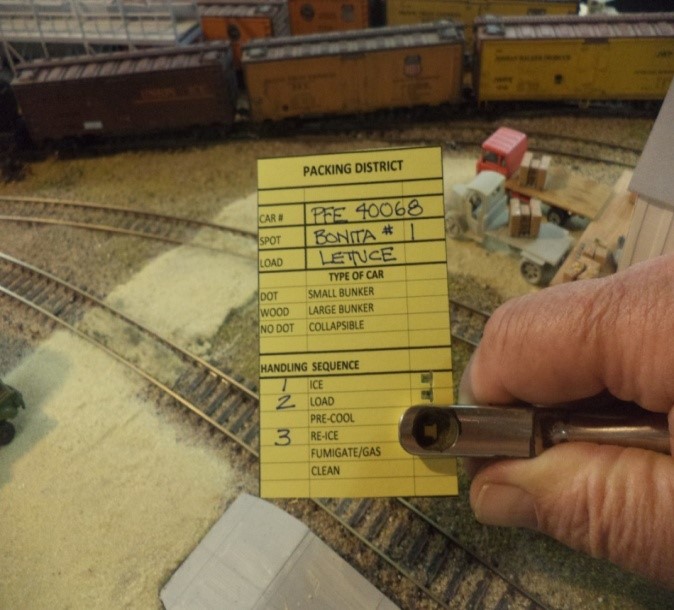 PACKING DISTRICT
CAR # PFE 40068
SPOT BONITA # 1
LOAD LETUCE
TYPE OF CAR
DOT SMALL BUNKER
WOOD LARGE BUNKER
NO DOT COLLAPSIBLE
HANDLING SEQUENCE
1 ICE
2 LOAD
PRE-COOL
3 RE-ICE
FUMIGATE/GAS
CLEAN